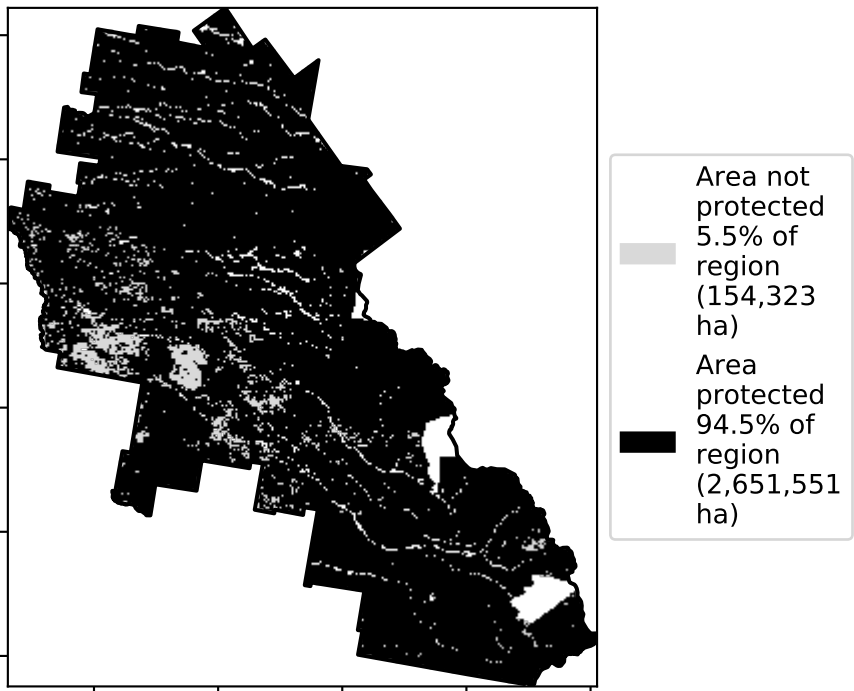 Area not
protected
5.5% of
region
(154,323
ha)
Area
protected
94.5% of
region
(2,651,551
ha)